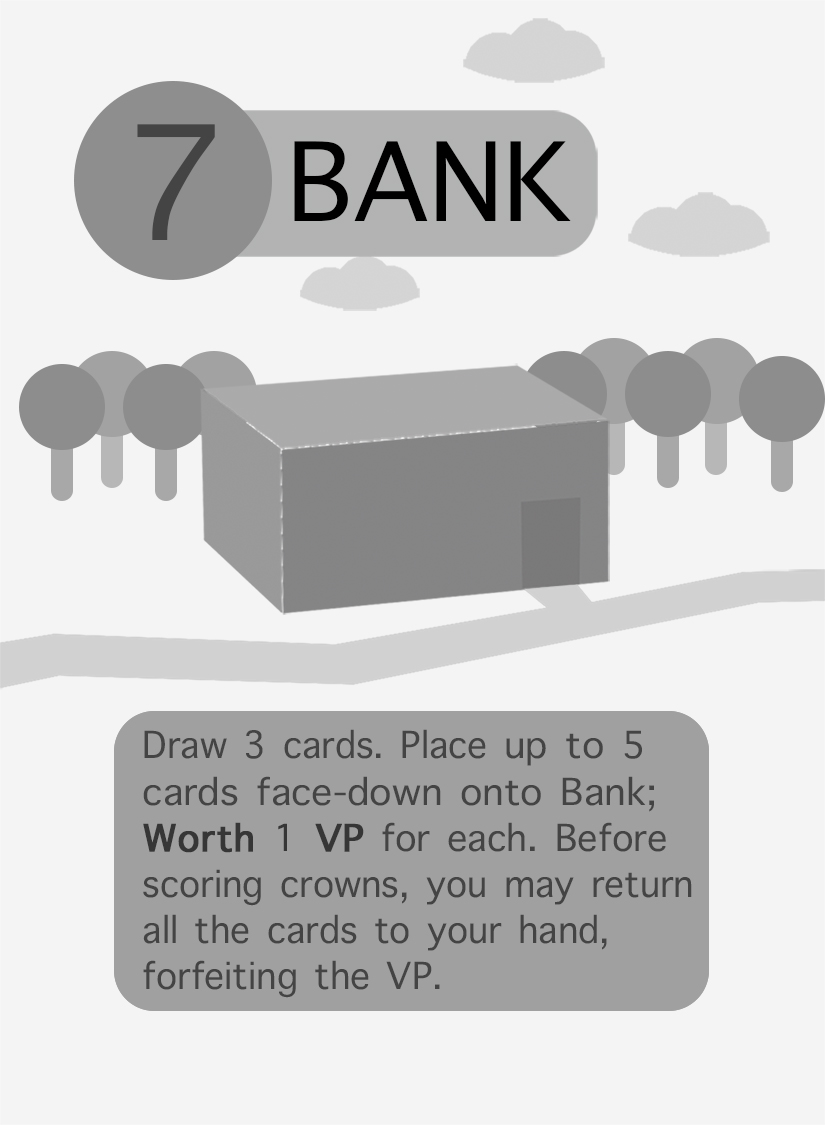 7 BANK
Draw 3 cards. Place up to 5
cards face-down onto Bank;
Worth 1 VP for each. Before
scoring crowns, you may return
all the cards to your hand,
forfeiting the VP.